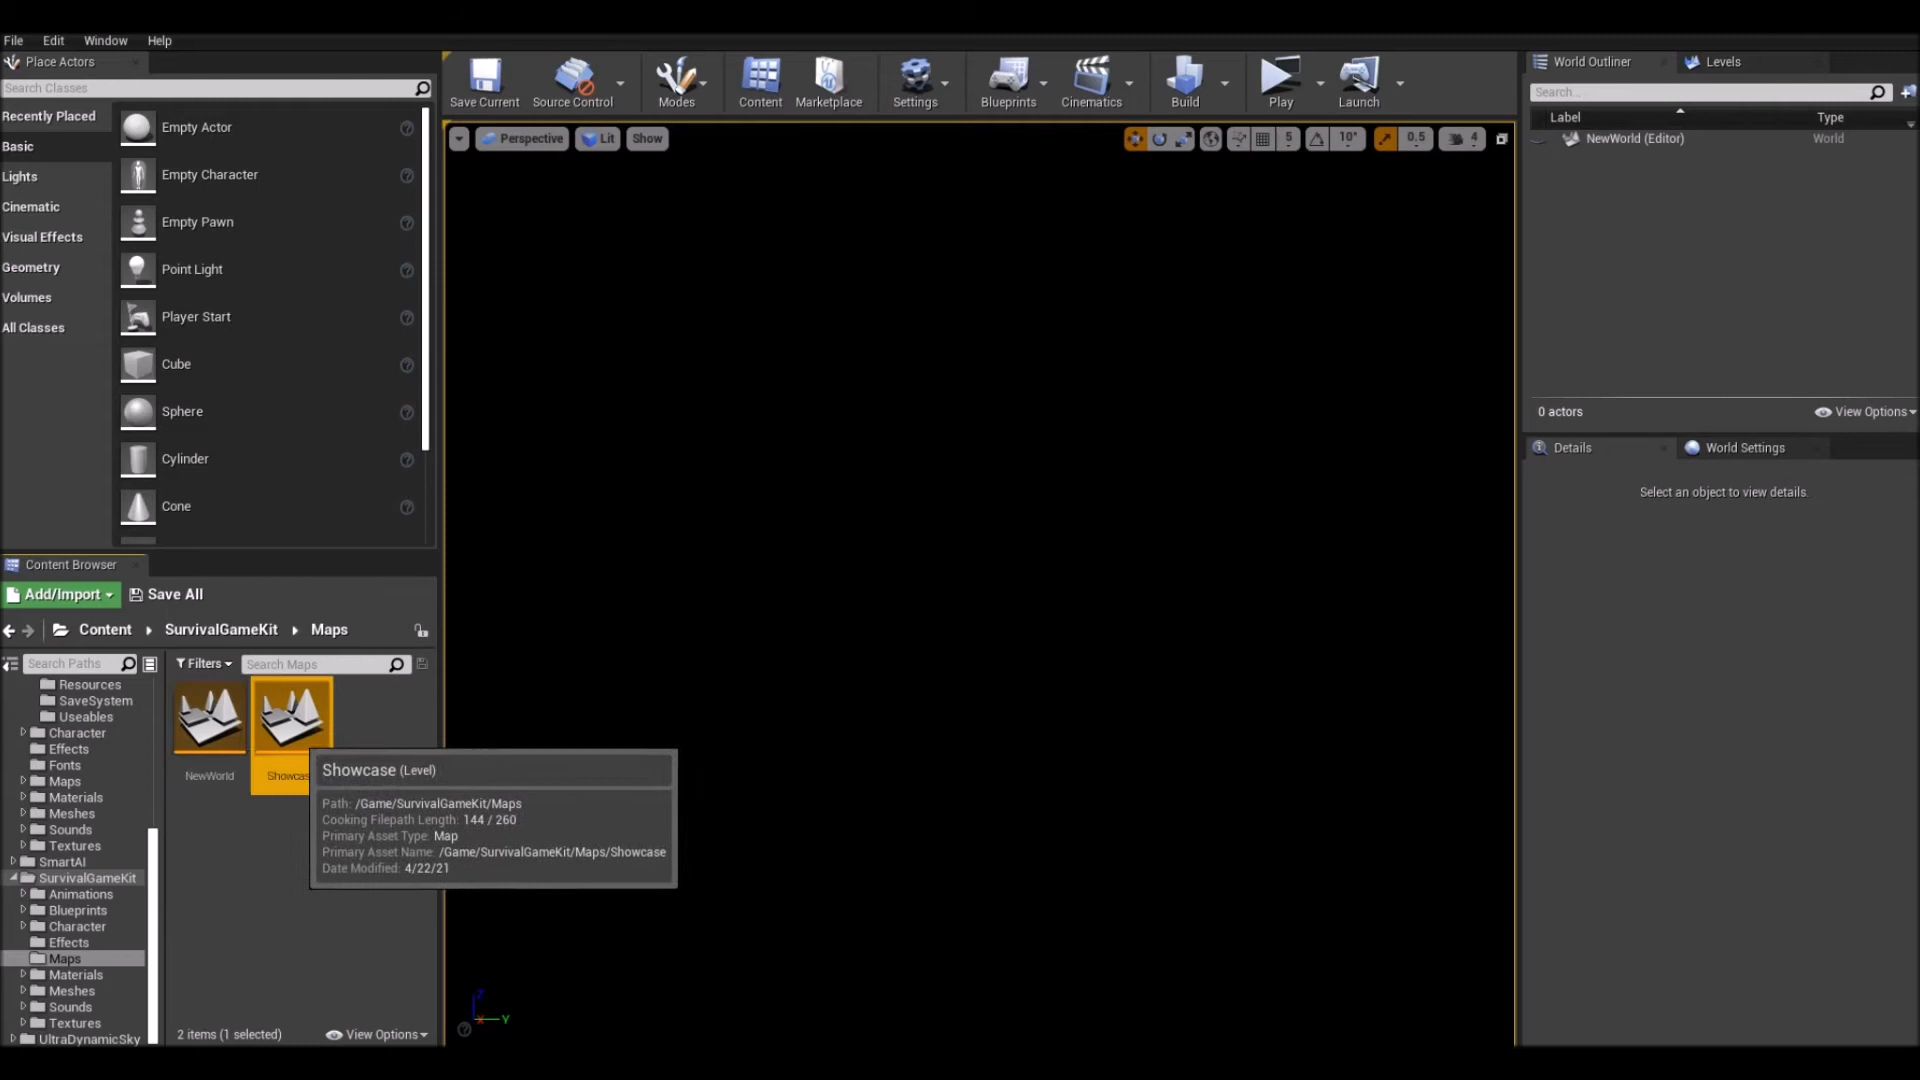 File Edit Window Help
Place Actors
Search Classes
Recently Placed
Basic
Lights
Cinematic
Visual Effects
Geometry
Volumes
All Classes
Empty Actor
Empty Character
Empty Pawn
Point Light
Player Start
Cube
Sphere
Cylinder
Cone
Save Current
Source Control
Modes
Content
Marketplace
Settings
Blueprints
Cinematics
Build
Play
Launch
Perspective
Lit
Show
5
10°
0.5
4
World Outliner
Levels
Search...
Label
Type
NewWorld (Editor)
World
0 actors
View Options
Details
World Settings
Select an object to view details.
Content Browser
Add/Import
Save All
Content
SurvivalGameKit
Maps
Search Paths
Filters
Search Maps
Resources
SaveSystem
Useables
Character
Effects
Fonts
Maps
Materials
Meshes
Sounds
Textures
SmartAI
SurvivalGameKit
Animations
Blueprints
Character
Effects
Maps
Materials
Meshes
Sounds
Textures
UltraDynamicSky
NewWorld
Showcas
Showcase (Level)
Path: /Game/SurvivalGameKit/Maps
Cooking Filepath Length: 144 / 260
Primary Asset Type: Map
Primary Asset Name: /Game/SurvivalGameKit/Maps/Showcase
Date Modified: 4/22/21
2 items (1 selected)
View Options
Z
X
Y